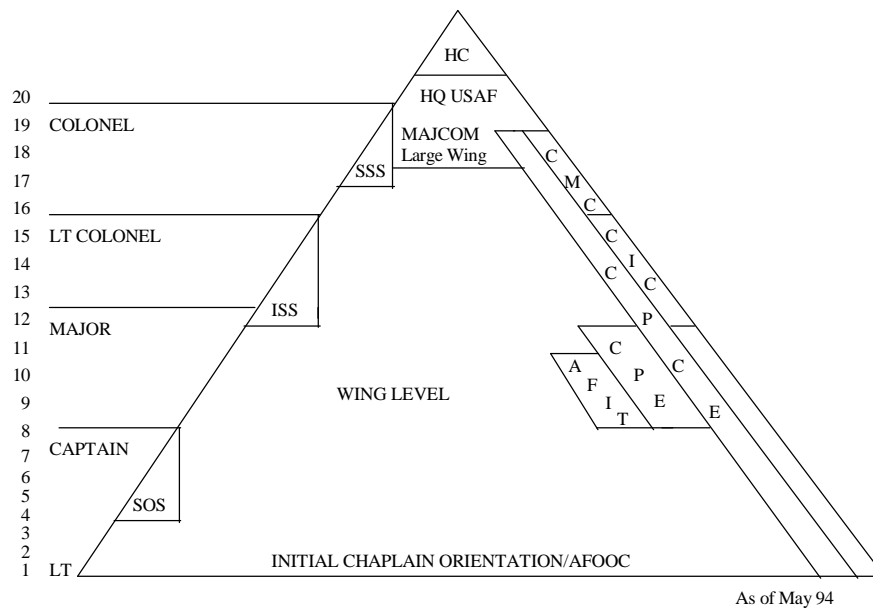 HC
20
HQ USAF
19
COLONEL
MAJCOM
18
Large Wing
C
SSS
17
M
C
16
15
LT COLONEL
C
I
14
C
C
13
ISS
12
MAJOR
P
11
C
A
C
10
P
F
WING LEVEL
9
I
E
E
T
8
CAPTAIN
7
6
5
SOS
4
3
2
INITIAL CHAPLAIN ORIENTATION/AFOOC
1 LT
As of May 94